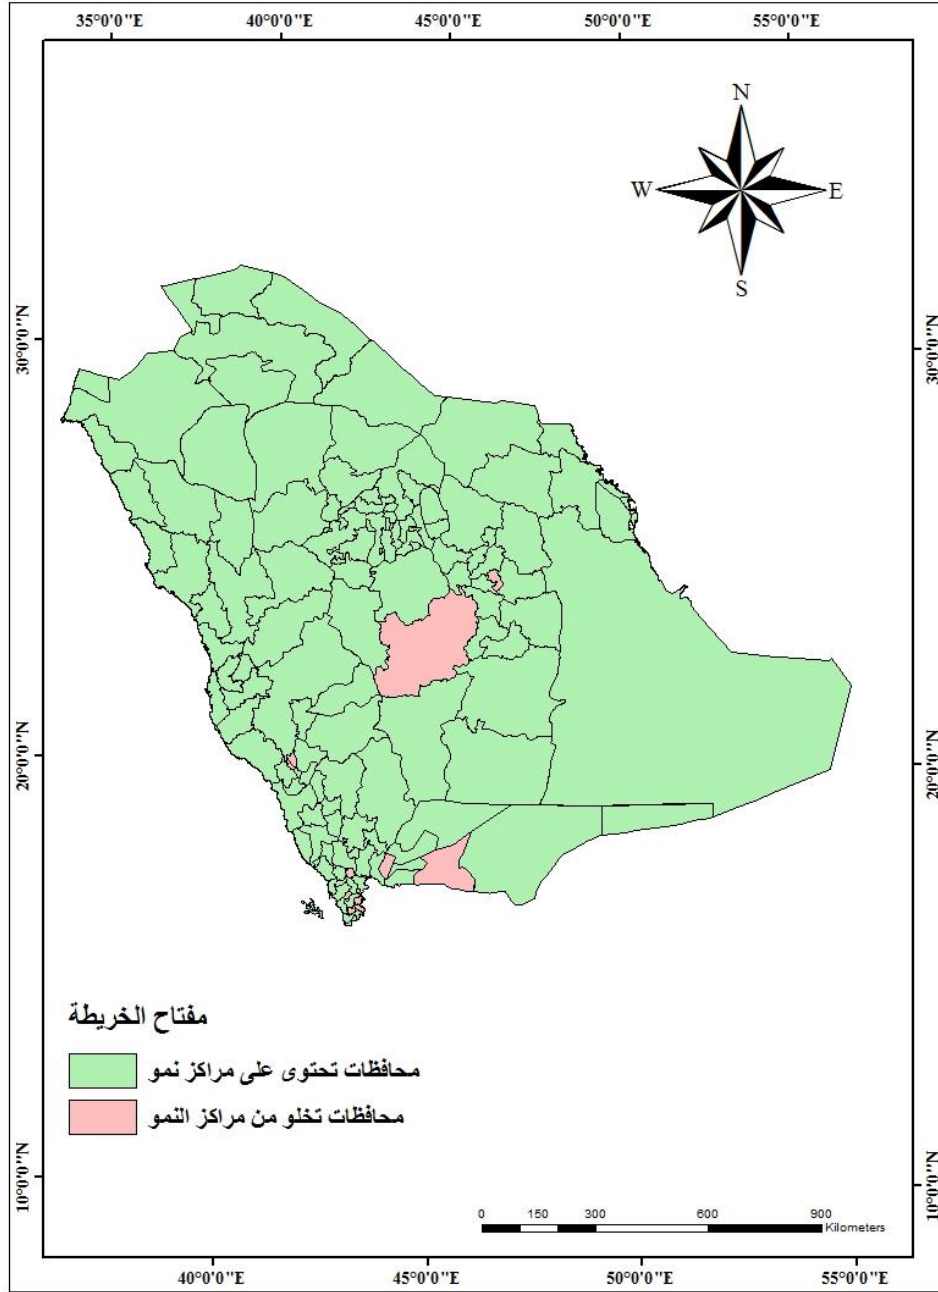 35°0'0"E 40°0'0"E 45°0'0"E 50°0'0"E 55°0'0"E
N
W E
S
30°0'0"N 30°0'0"N
20°0'0"N 20°0'0"N
مفتاح الخريطة
محافظات تحتوى على مراكز نمو
محافظات تخلو من مراكز النمو
10°0'0"N 10°0'0"N
0 150 300 600 900
Kilometers
40°0'0"E 45°0'0"E 50°0'0"E 55°0'0"E